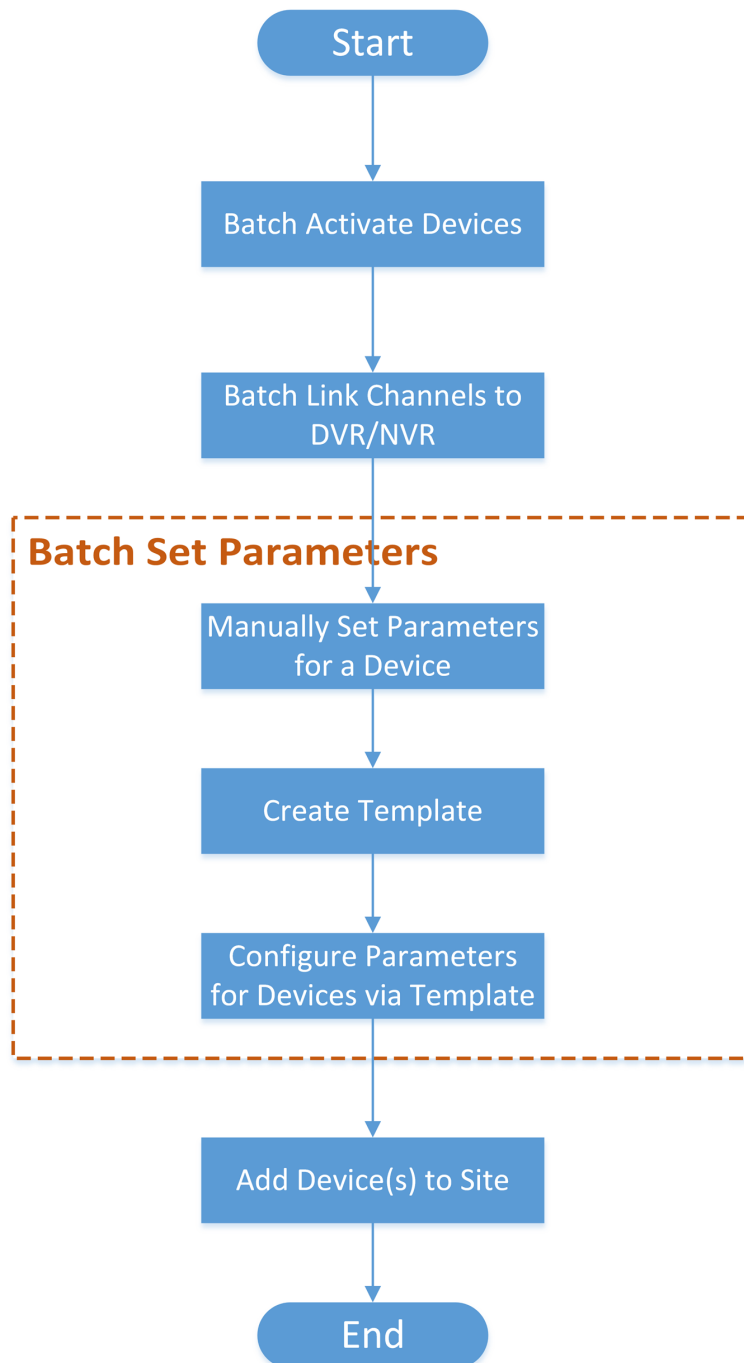 Start
Batch Activate Devices
Batch Link Channels to
DVR/NVR
Batch Set Parameters
Manually Set Parameters
for a Device
Create Template
Configure Parameters
for Devices via Template
Add Device(s) to Site
End